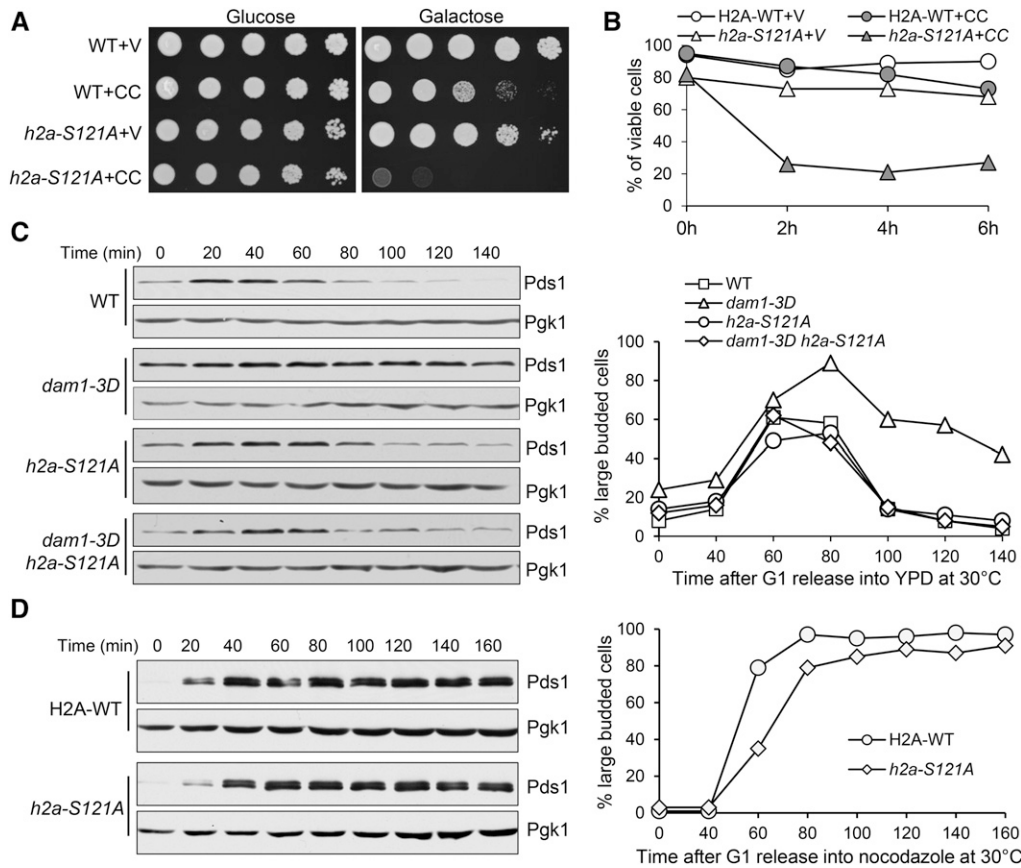 A
Glucose
Galactose
WT+V
WT+CC
h2a-S121A+V
h2a-S121A+CC
B
H2A-WT+V
H2A-WT+CC
h2a-S121A+V
h2a-S121A+CC
% of viable cells
100
80
60
40
20
0
0h 2h 4h 6h
C
Time (min) 0 20 40 60 80 100 120 140
WT
Pds1
Pgk1
dam1-3D
Pds1
Pgk1
h2a-S121A
Pds1
Pgk1
dam1-3D
h2a-S121A
Pds1
Pgk1
WT
dam1-3D
h2a-S121A
dam1-3D h2a-S121A
% large budded cells
100
80
60
40
20
0
0 40 60 80 100 120 140
Time after G1 release into YPD at 30°C
D
Time (min) 0 20 40 60 80 100 120 140 160
H2A-WT
Pds1
Pgk1
h2a-S121A
Pds1
Pgk1
% large budded cells
100
80
60
40
20
0
H2A-WT
h2a-S121A
0 40 60 80 100 120 140 160
Time after G1 release into nocodazole at 30°C